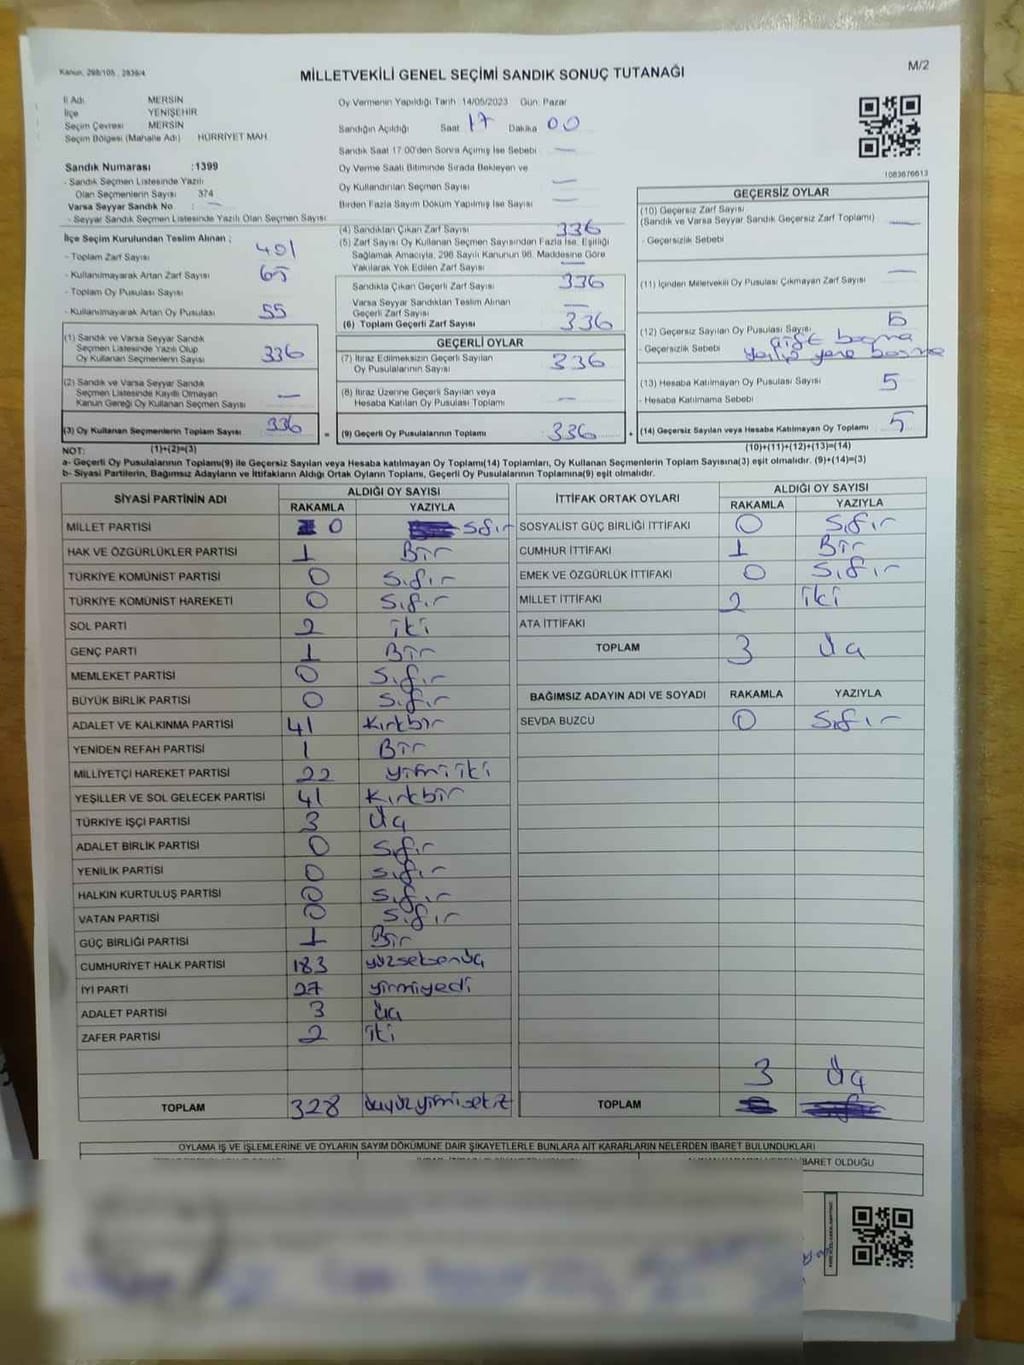 Kanun, 298/105 , 2839/4
MİLLETVEKİLİ GENEL SEÇİMİ SANDIK SONUÇ TUTANAĞI
M/2
İl Adı MERSİN
İlçe YENİŞEHİR
Seçim Çevresi MERSİN
Seçim Bölgesi (Mahalle Adı) HÜRRİYET MAH.
Oy Vermenin Yapıldığı Tarih 14/05/2023 Gün: Pazar
Sandığın Açıldığı Saat 17 Dakika 00
Sandık Saat 17:00'den Sonra Açılmış İse Sebebi —
Oy Verme Saati Bitiminde Sırada Bekleyen ve
Oy Kullandırılan Seçmen Sayısı —
Birden Fazla Sayım Döküm Yapılmış İse Sayısı —
1083676613
Sandık Numarası :1399
- Sandık Seçmen Listesinde Yazılı
Olan Seçmenlerin Sayısı 374
Varsa Seyyar Sandık No : —
- Seyyar Sandık Seçmen Listesinde Yazılı Olan Seçmen Sayısı
İlçe Seçim Kurulundan Teslim Alınan ;
- Toplam Zarf Sayısı 401
- Kullanılmayarak Artan Zarf Sayısı 65
- Toplam Oy Pusulası Sayısı
- Kullanılmayarak Artan Oy Pusulası 55
(1) Sandık ve Varsa Seyyar Sandık
Seçmen Listesinde Yazılı Olup
Oy Kullanan Seçmenlerin Sayısı 336
(2) Sandık ve Varsa Seyyar Sandık
Seçmen Listesinde Kayıtlı Olmayan
Kanun Gereği Oy Kullanan Seçmen Sayısı —
(3) Oy Kullanan Seçmenlerin Toplam Sayısı 336
(1)+(2)=(3)
(4) Sandıktan Çıkan Zarf Sayısı 336
(5) Zarf Sayısı Oy Kullanan Seçmen Sayısından Fazla İse, Eşitliği
Sağlamak Amacıyla, 298 Sayılı Kanunun 98. Maddesine Göre
Yakılarak Yok Edilen Zarf Sayısı —
Sandıkta Çıkan Geçerli Zarf Sayısı 336
Varsa Seyyar Sandıktan Teslim Alınan
Geçerli Zarf Sayısı —
(6) Toplam Geçerli Zarf Sayısı 336
GEÇERLİ OYLAR
(7) İtiraz Edilmeksizin Geçerli Sayılan
Oy Pusulalarının Sayısı 336
(8) İtiraz Üzerine Geçerli Sayılan veya
Hesaba Katılan Oy Pusulası Toplamı —
= (9) Geçerli Oy Pusulalarının Toplamı 336 +
GEÇERSİZ OYLAR
(10) Geçersiz Zarf Sayısı
(Sandık ve Varsa Seyyar Sandık Geçersiz Zarf Toplamı) —
- Geçersizlik Sebebi
(11) İçinden Milletvekili Oy Pusulası Çıkmayan Zarf Sayısı —
(12) Geçersiz Sayılan Oy Pusulası Sayısı 5
- Geçersizlik Sebebi çift basma
yanlış yere basma
(13) Hesaba Katılmayan Oy Pusulası Sayısı 5
- Hesaba Katılmama Sebebi
(14) Geçersiz Sayılan veya Hesaba Katılmayan Oy Toplamı 5
(10)+(11)+(12)+(13)=(14)
NOT:
a- Geçerli Oy Pusulalarının Toplamı(9) ile Geçersiz Sayılan veya Hesaba katılmayan Oy Toplamı(14) Toplamları, Oy Kullanan Seçmenlerin Toplam Sayısına(3) eşit olmalıdır. (9)+(14)=(3)
b- Siyasi Partilerin, Bağımsız Adayların ve İttifakların Aldığı Ortak Oyların Toplamı, Geçerli Oy Pusulalarının Toplamına(9) eşit olmalıdır.
SİYASİ PARTİNİN ADI ALDIĞI OY SAYISI
RAKAMLA YAZIYLA
MİLLET PARTİSİ 0 Sıfır
HAK VE ÖZGÜRLÜKLER PARTİSİ 1 Bir
TÜRKİYE KOMÜNİST PARTİSİ 0 Sıfır
TÜRKİYE KOMÜNİST HAREKETİ 0 Sıfır
SOL PARTİ 2 iki
GENÇ PARTİ 1 Bir
MEMLEKET PARTİSİ 0 Sıfır
BÜYÜK BİRLİK PARTİSİ 0 Sıfır
ADALET VE KALKINMA PARTİSİ 41 Kırkbir
YENİDEN REFAH PARTİSİ 1 Bir
MİLLİYETÇİ HAREKET PARTİSİ 22 yirmiiki
YEŞİLLER VE SOL GELECEK PARTİSİ 41 Kırkbir
TÜRKİYE İŞÇİ PARTİSİ 3 Üç
ADALET BİRLİK PARTİSİ 0 Sıfır
YENİLİK PARTİSİ 0 Sıfır
HALKIN KURTULUŞ PARTİSİ 0 Sıfır
VATAN PARTİSİ 0 Sıfır
GÜÇ BİRLİĞİ PARTİSİ 1 Bir
CUMHURİYET HALK PARTİSİ 183 yüzseksenüç
İYİ PARTİ 27 yirmiyedi
ADALET PARTİSİ 3 üç
ZAFER PARTİSİ 2 iki
TOPLAM 328 üçyüzyirmisekiz
İTTİFAK ORTAK OYLARI ALDIĞI OY SAYISI
RAKAMLA YAZIYLA
SOSYALİST GÜÇ BİRLİĞİ İTTİFAKI 0 Sıfır
CUMHUR İTTİFAKI 1 Bir
EMEK VE ÖZGÜRLÜK İTTİFAKI 0 Sıfır
MİLLET İTTİFAKI 2 iki
ATA İTTİFAKI
TOPLAM 3 Üç
BAĞIMSIZ ADAYIN ADI VE SOYADI RAKAMLA YAZIYLA
SEVDA BUZCU 0 Sıfır
3 Üç
TOPLAM
OYLAMA İŞ VE İŞLEMLERİNE VE OYLARIN SAYIM DÖKÜMÜNE DAİR ŞİKAYETLERLE BUNLARA AİT KARARLARIN NELERDEN İBARET BULUNDUKLARI
İBARET OLDUĞU